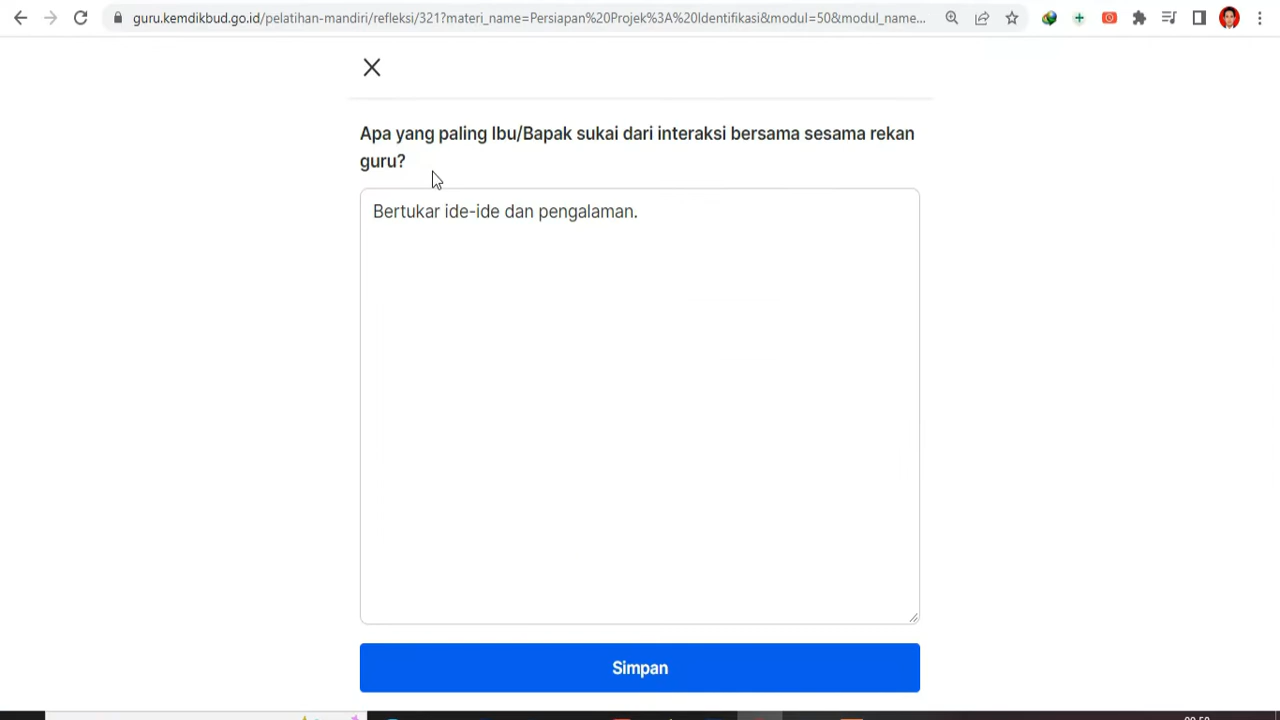 guru.kemdikbud.go.id/pelatihan-mandiri/refleksi/321?materi_name=Persiapan%20Projek%3A%20Identifikasi&modul=50&modul_name...
Apa yang paling Ibu/Bapak sukai dari interaksi bersama sesama rekan
guru?
Bertukar ide-ide dan pengalaman.
Simpan